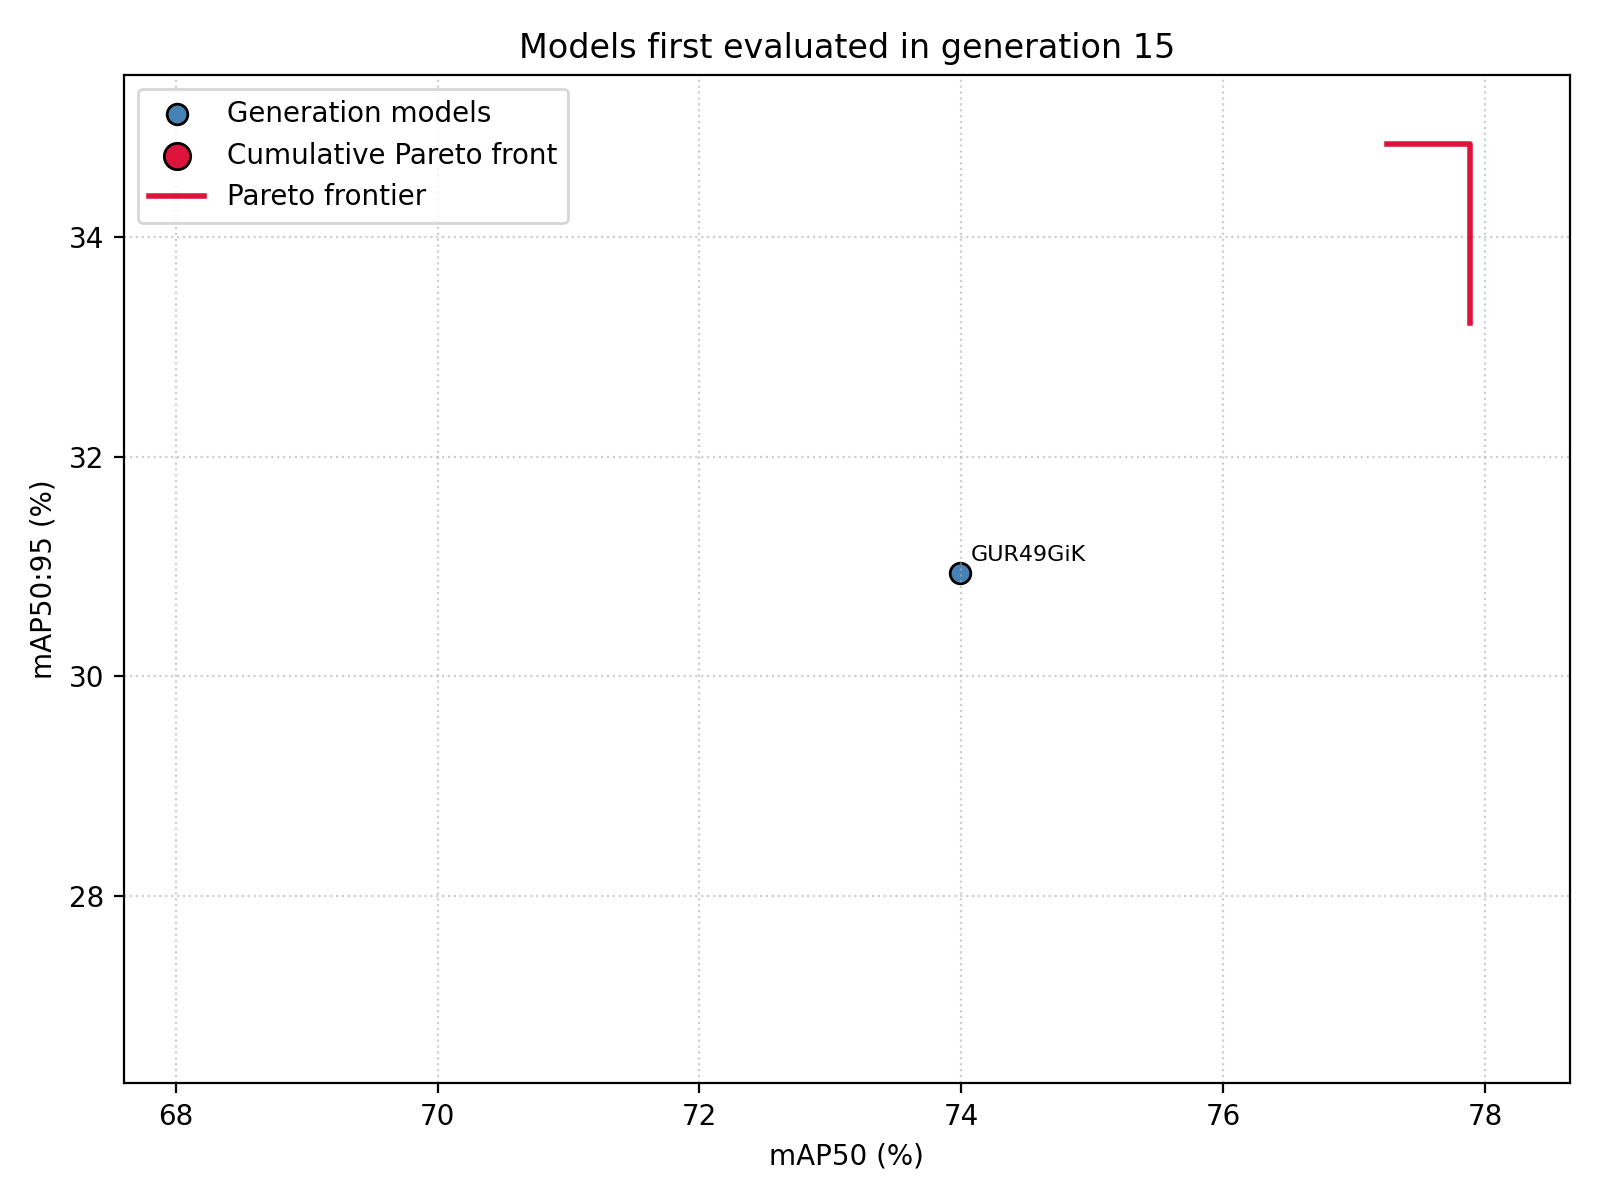 Models first evaluated in generation 15
Generation models
Cumulative Pareto front
Pareto frontier
34
32
30
28
mAP50:95 (%)
GUR49GiK
68
70
72
74
76
78
mAP50 (%)